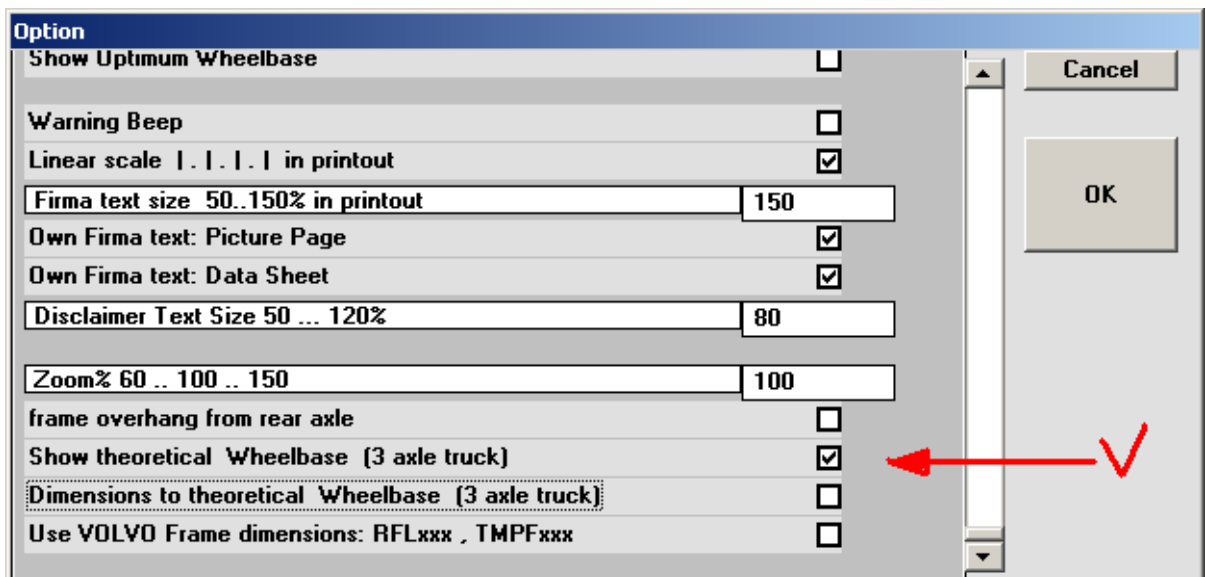 Option
Show Optimum Wheelbase
Cancel
Warning Beep
Linear scale | . | . | . | in printout
Firma text size 50..150% in printout 150
OK
Own Firma text: Picture Page
Own Firma text: Data Sheet
Disclaimer Text Size 50 ... 120% 80
Zoom% 60 .. 100 .. 150 100
frame overhang from rear axle
Show theoretical Wheelbase (3 axle truck)
Dimensions to theoretical Wheelbase (3 axle truck)
Use VOLVO Frame dimensions: RFLxxx , TMPFxxx